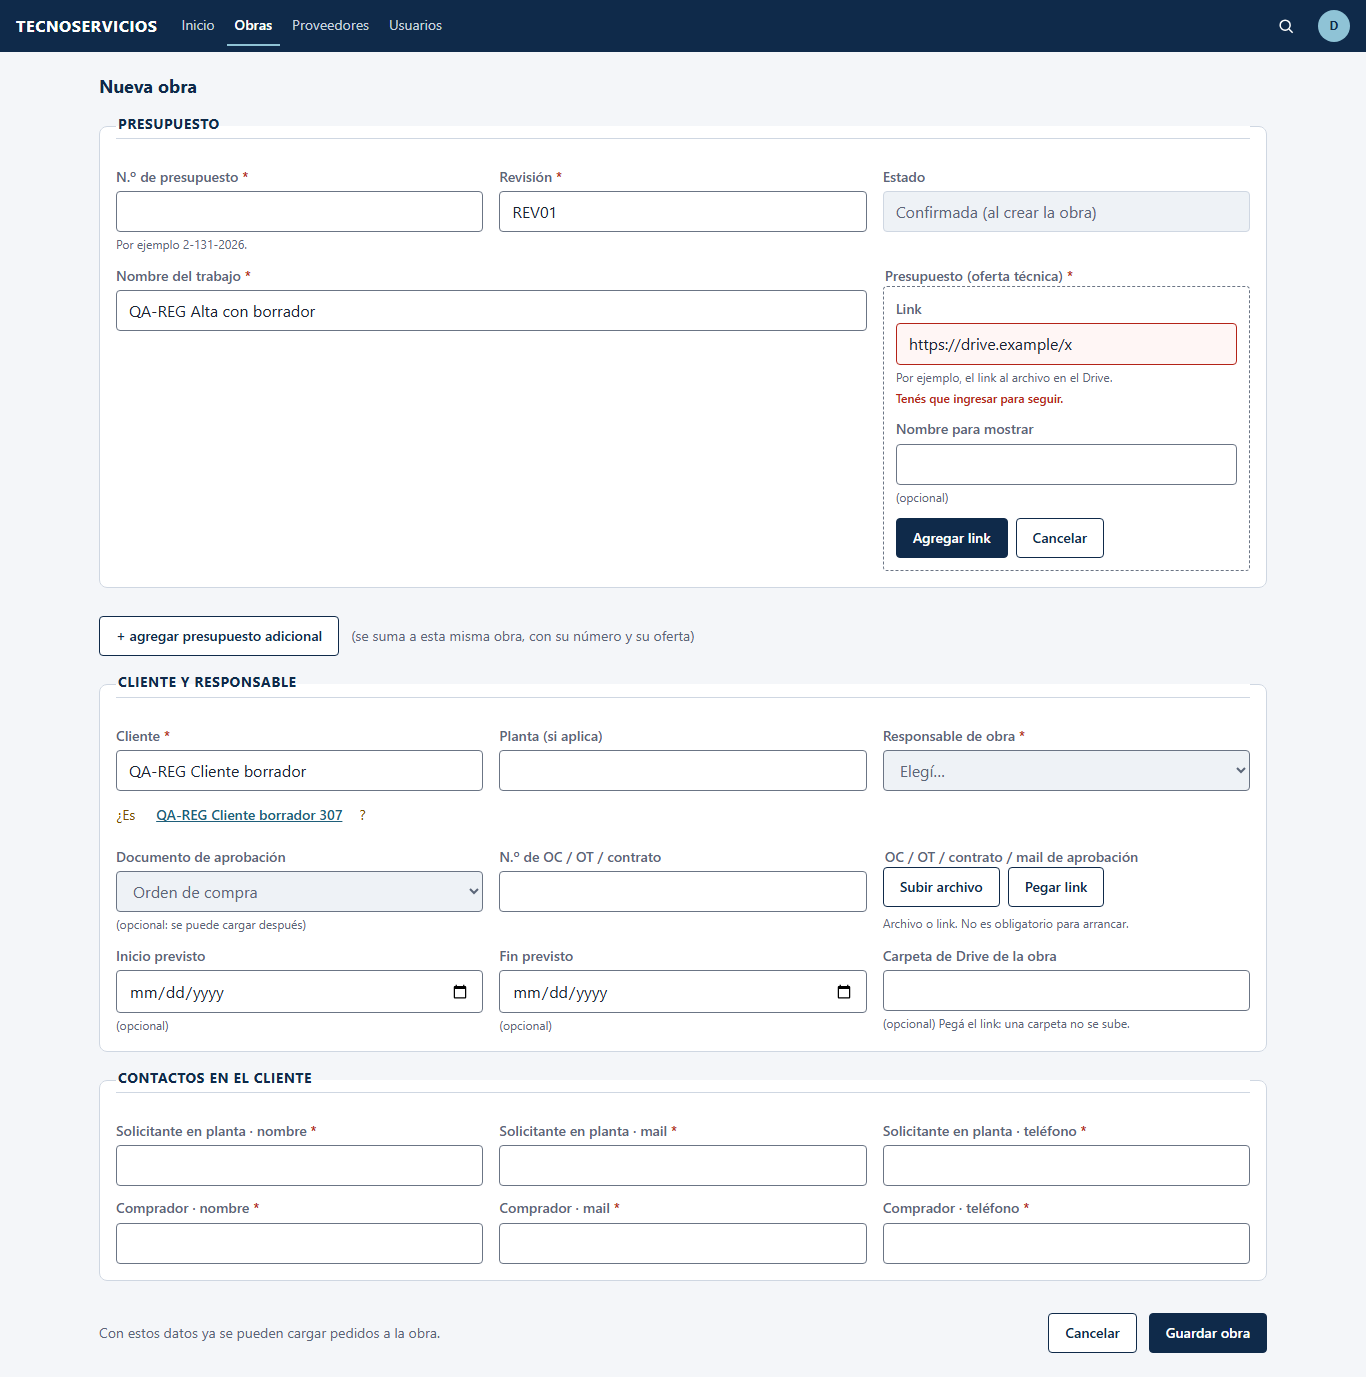 TECNOSERVICIOS Inicio Obras Proveedores Usuarios D
Nueva obra
PRESUPUESTO
N.º de presupuesto * Revisión * Estado
REV01 Confirmada (al crear la obra)
Por ejemplo 2-131-2026.
Nombre del trabajo * Presupuesto (oferta técnica) *
QA-REG Alta con borrador
Link
https://drive.example/x
Por ejemplo, el link al archivo en el Drive.
Tenés que ingresar para seguir.
Nombre para mostrar
(opcional)
Agregar link Cancelar
+ agregar presupuesto adicional (se suma a esta misma obra, con su número y su oferta)
CLIENTE Y RESPONSABLE
Cliente * Planta (si aplica) Responsable de obra *
QA-REG Cliente borrador Elegí...
¿Es QA-REG Cliente borrador 307 ?
Documento de aprobación N.º de OC / OT / contrato OC / OT / contrato / mail de aprobación
Orden de compra Subir archivo Pegar link
(opcional: se puede cargar después) Archivo o link. No es obligatorio para arrancar.
Inicio previsto Fin previsto Carpeta de Drive de la obra
mm/dd/yyyy mm/dd/yyyy
(opcional) (opcional) (opcional) Pegá el link: una carpeta no se sube.
CONTACTOS EN EL CLIENTE
Solicitante en planta · nombre * Solicitante en planta · mail * Solicitante en planta · teléfono *
Comprador · nombre * Comprador · mail * Comprador · teléfono *
Con estos datos ya se pueden cargar pedidos a la obra. Cancelar Guardar obra